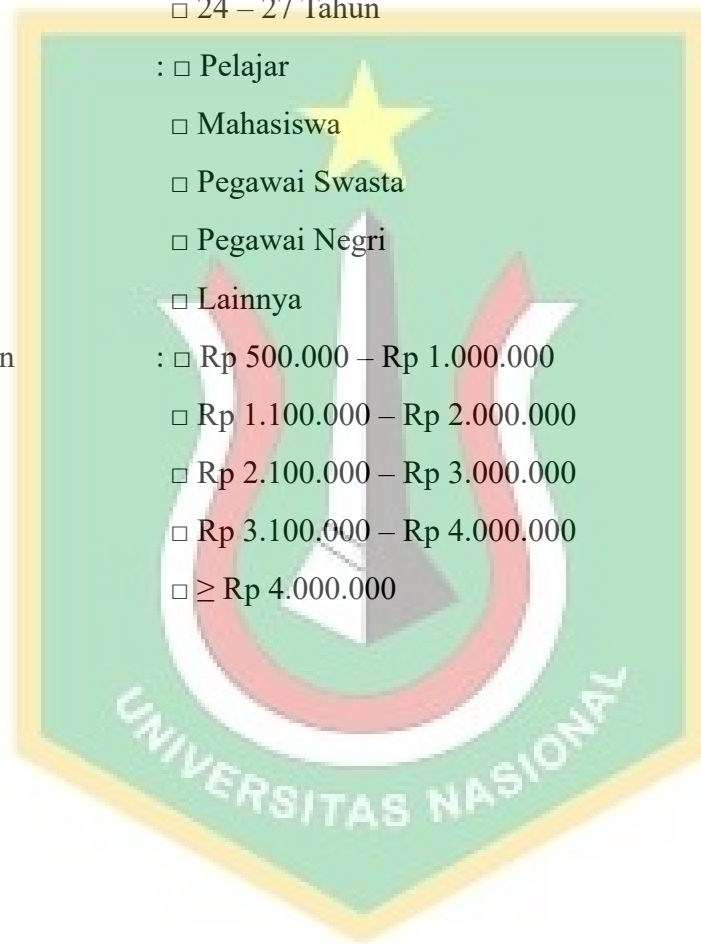 □ 24 – 27 Tahun
: □ Pelajar
□ Mahasiswa
□ Pegawai Swasta
□ Pegawai Negri
□ Lainnya
n : □ Rp 500.000 – Rp 1.000.000
□ Rp 1.100.000 – Rp 2.000.000
□ Rp 2.100.000 – Rp 3.000.000
□ Rp 3.100.000 – Rp 4.000.000
□ ≥ Rp 4.000.000
UNIVERSITAS NASIONAL